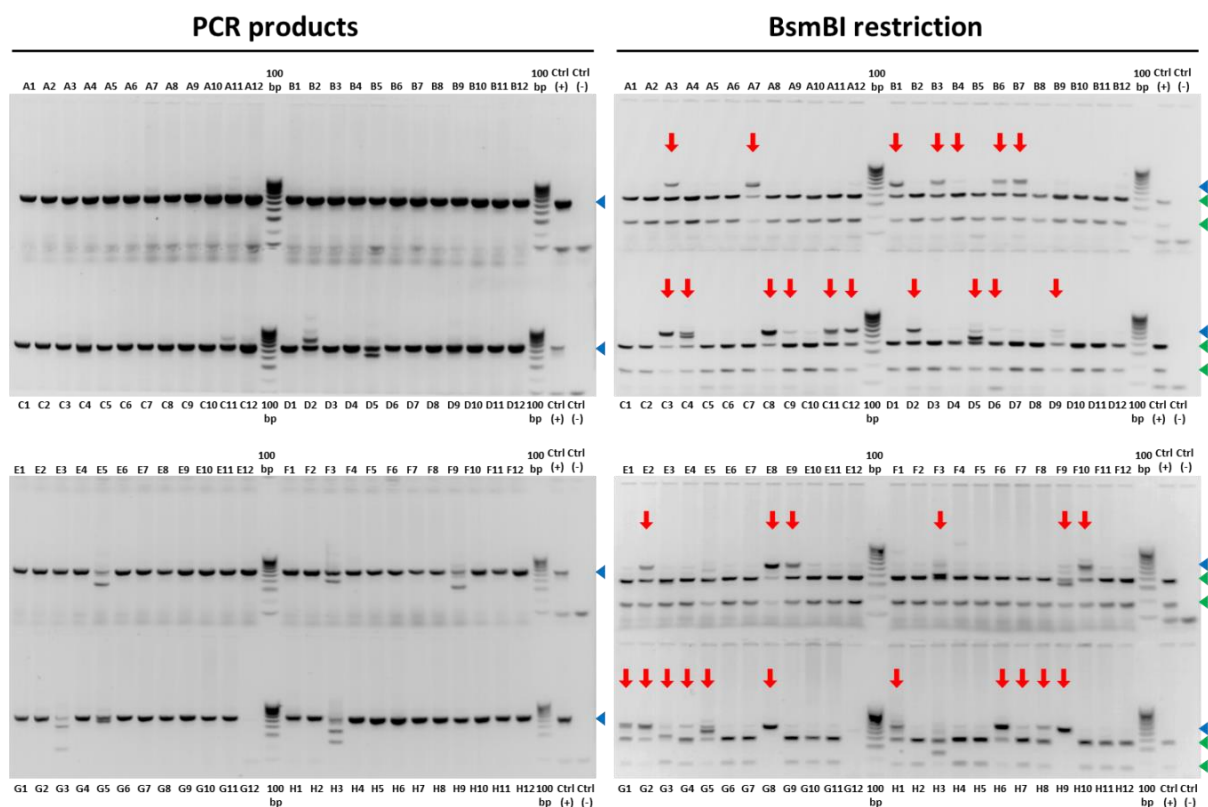 PCR products
BsmBI restriction
100 Ctrl Ctrl
A1 A2 A3 A4 A5 A6 A7 A8 A9 A10 A11 A12 bp B1 B2 B3 B4 B5 B6 B7 B8 B9 B10 B11 B12 bp (+) (-)
C1 C2 C3 C4 C5 C6 C7 C8 C9 C10 C11 C12 100 D1 D2 D3 D4 D5 D6 D7 D8 D9 D10 D11 D12 100 Ctrl Ctrl
bp bp (+) (-)
100 100 Ctrl Ctrl
A1 A2 A3 A4 A5 A6 A7 A8 A9 A10 A11 A12 bp B1 B2 B3 B4 B5 B6 B7 B8 B9 B10 B11 B12 bp (+) (-)
C1 C2 C3 C4 C5 C6 C7 C8 C9 C10 C11 C12 100 D1 D2 D3 D4 D5 D6 D7 D8 D9 D10 D11 D12 100 Ctrl Ctrl
bp bp (+) (-)
100 100 Ctrl Ctrl
E1 E2 E3 E4 E5 E6 E7 E8 E9 E10 E11 E12 bp F1 F2 F3 F4 F5 F6 F7 F8 F9 F10 F11 F12 bp (+) (-)
G1 G2 G3 G4 G5 G6 G7 G8 G9 G10 G11 G12 100 H1 H2 H3 H4 H5 H6 H7 H8 H9 H10 H11 H12 100 Ctrl Ctrl
bp bp (+) (-)
100 100 Ctrl Ctrl
E1 E2 E3 E4 E5 E6 E7 E8 E9 E10 E11 E12 bp F1 F2 F3 F4 F5 F6 F7 F8 F9 F10 F11 F12 bp (+) (-)
G1 G2 G3 G4 G5 G6 G7 G8 G9 G10 G11 G12 100 H1 H2 H3 H4 H5 H6 H7 H8 H9 H10 H11 H12 100 Ctrl Ctrl
bp bp (+) (-)